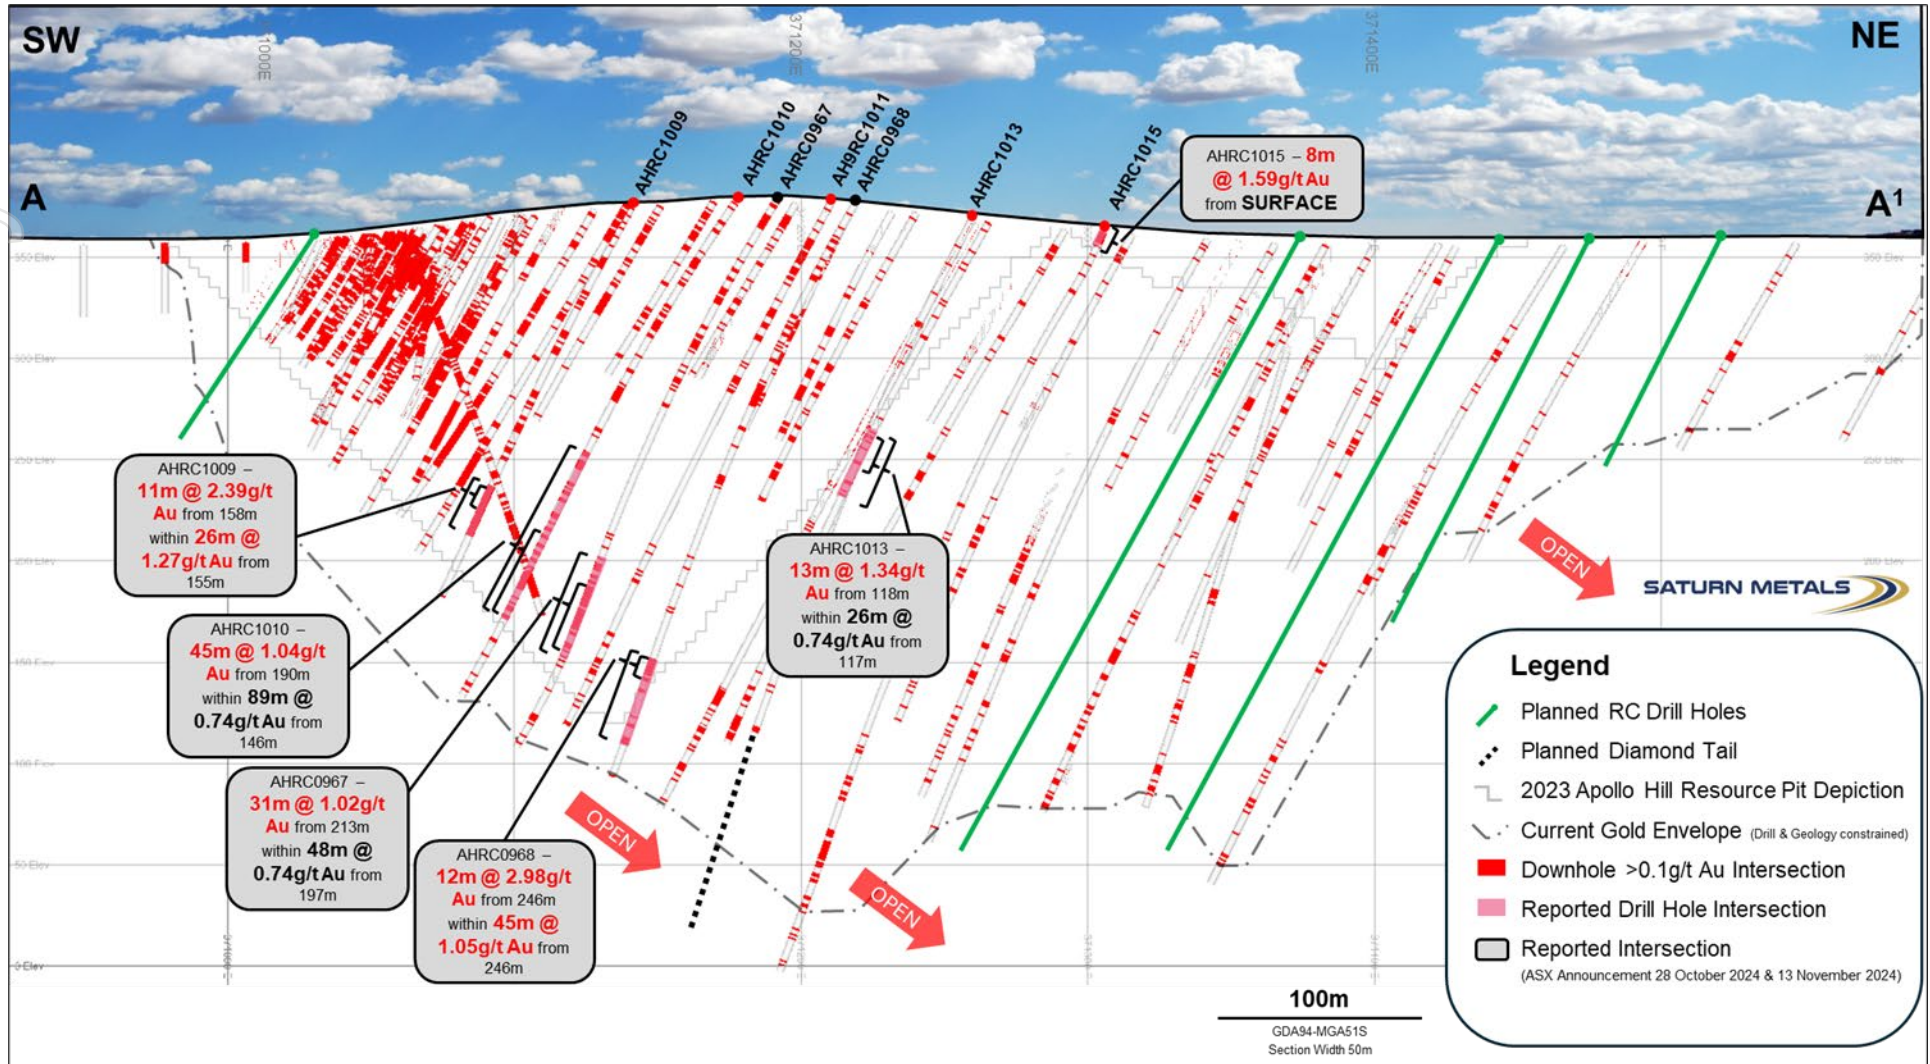 SW
NE
371200E
371400E
AHRC1009
AHRC1010
AHRC0967
AH9RC1011
AHRC0968
AHRC1013
AHRC1015
A
A1
AHRC1015 – 8m
@ 1.59g/t Au
from SURFACE
350 Elev
AHRC1009 –
11m @ 2.39g/t
Au from 158m
within 26m @
1.27g/t Au from
155m
AHRC1010 –
45m @ 1.04g/t
Au from 190m
within 89m @
0.74g/t Au from
146m
AHRC0967 –
31m @ 1.02g/t
Au from 213m
within 48m @
0.74g/t Au from
197m
AHRC0968 –
12m @ 2.98g/t
Au from 246m
within 45m @
1.05g/t Au from
246m
AHRC1013 –
13m @ 1.34g/t
Au from 118m
within 26m @
0.74g/t Au from
117m
OPEN
OPEN
OPEN
0 Elev
SATURN METALS
Legend
Planned RC Drill Holes
Planned Diamond Tail
2023 Apollo Hill Resource Pit Depiction
Current Gold Envelope (Drill & Geology constrained)
Downhole >0.1g/t Au Intersection
Reported Drill Hole Intersection
Reported Intersection
(ASX Announcement 28 October 2024 & 13 November 2024)
100m
GDA94-MGA51S
Section Width 50m